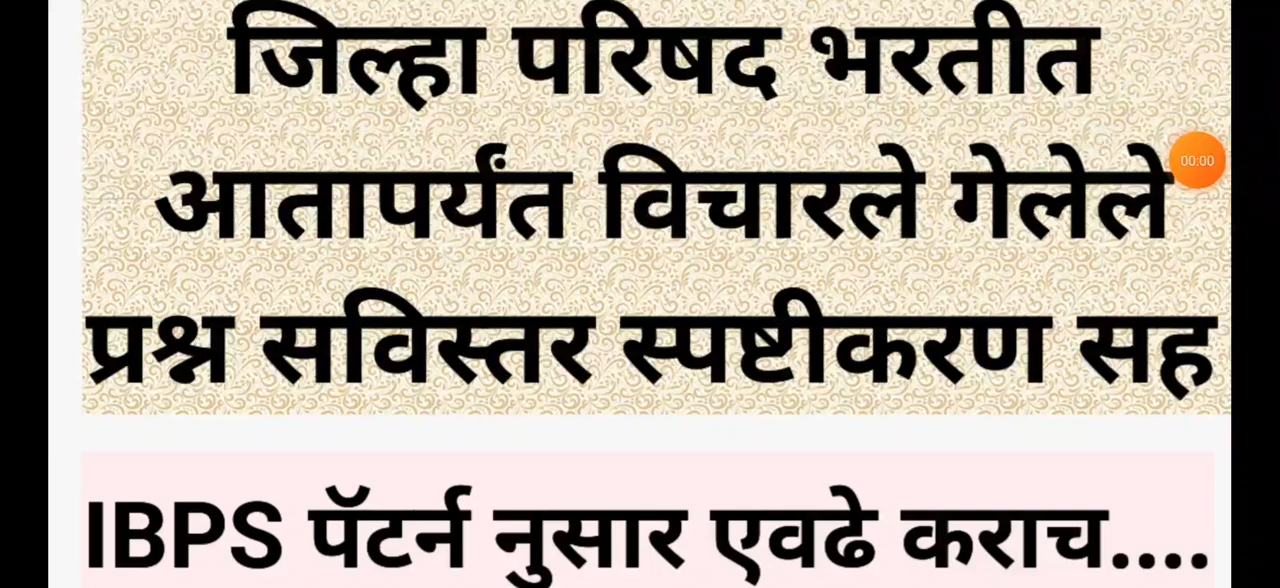 जिल्हा परिषद भरतीत
आतापर्यंत विचारले गेलेले
00:00
प्रश्न सविस्तर स्पष्टीकरण सह
IBPS पॅटर्न नुसार एवढे कराच....